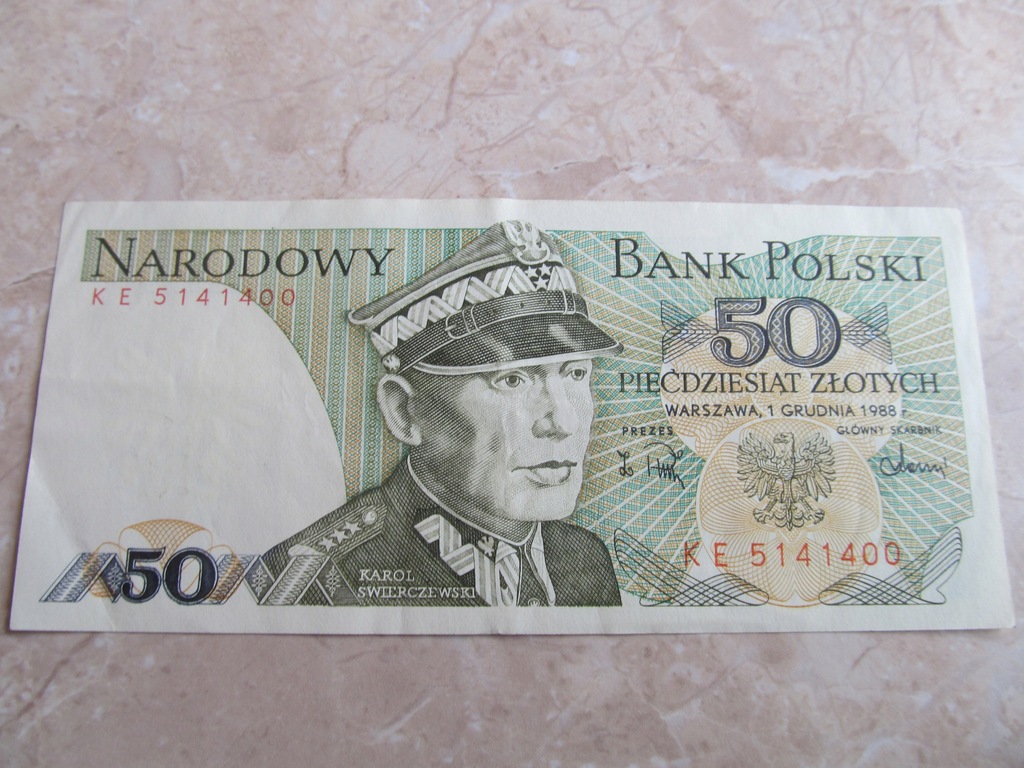 NARODOWY BANK POLSKI
KE 5141400
50
PIĘĆDZIESIĄT ZŁOTYCH
WARSZAWA, 1 GRUDNIA 1988 r.
PREZES GŁÓWNY SKARBNIK
KE 5141400
50
KAROL
ŚWIERCZEWSKI